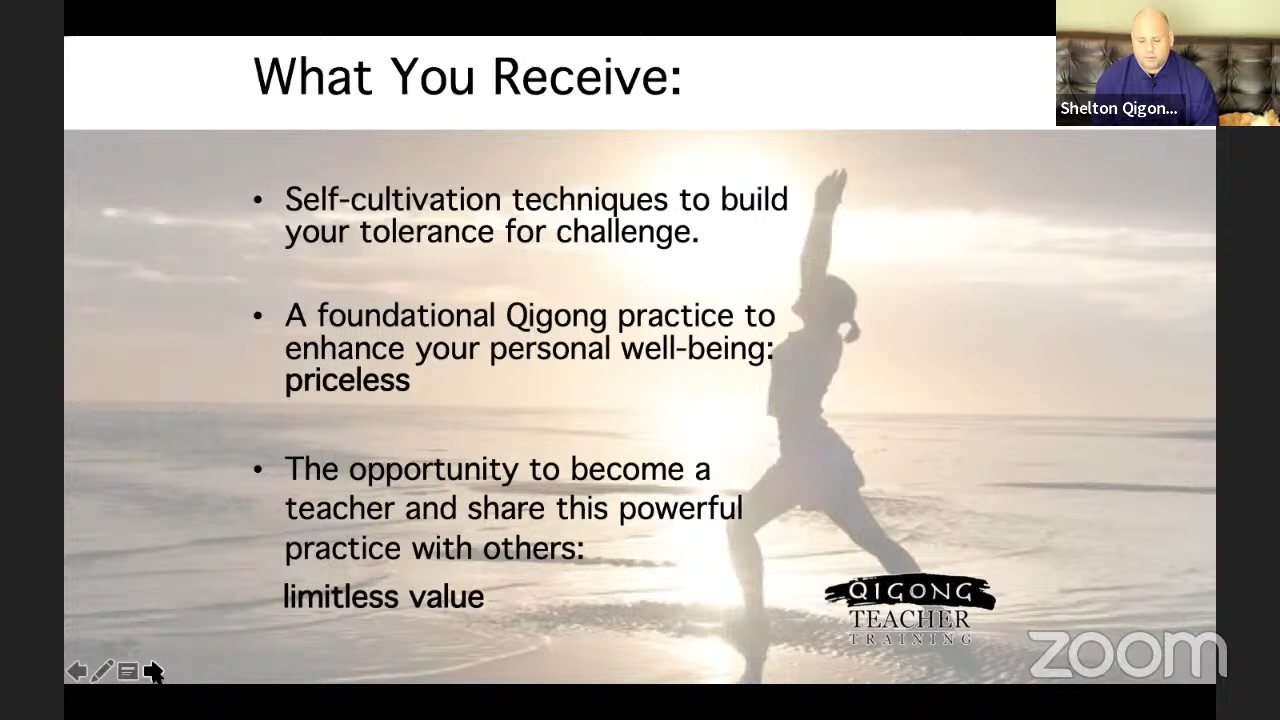 What You Receive:
Shelton Qigon...
• Self-cultivation techniques to build
your tolerance for challenge.
• A foundational Qigong practice to
enhance your personal well-being:
priceless
• The opportunity to become a
teacher and share this powerful
practice with others:
limitless value
QIGONG
TEACHER
TRAINING
zoom